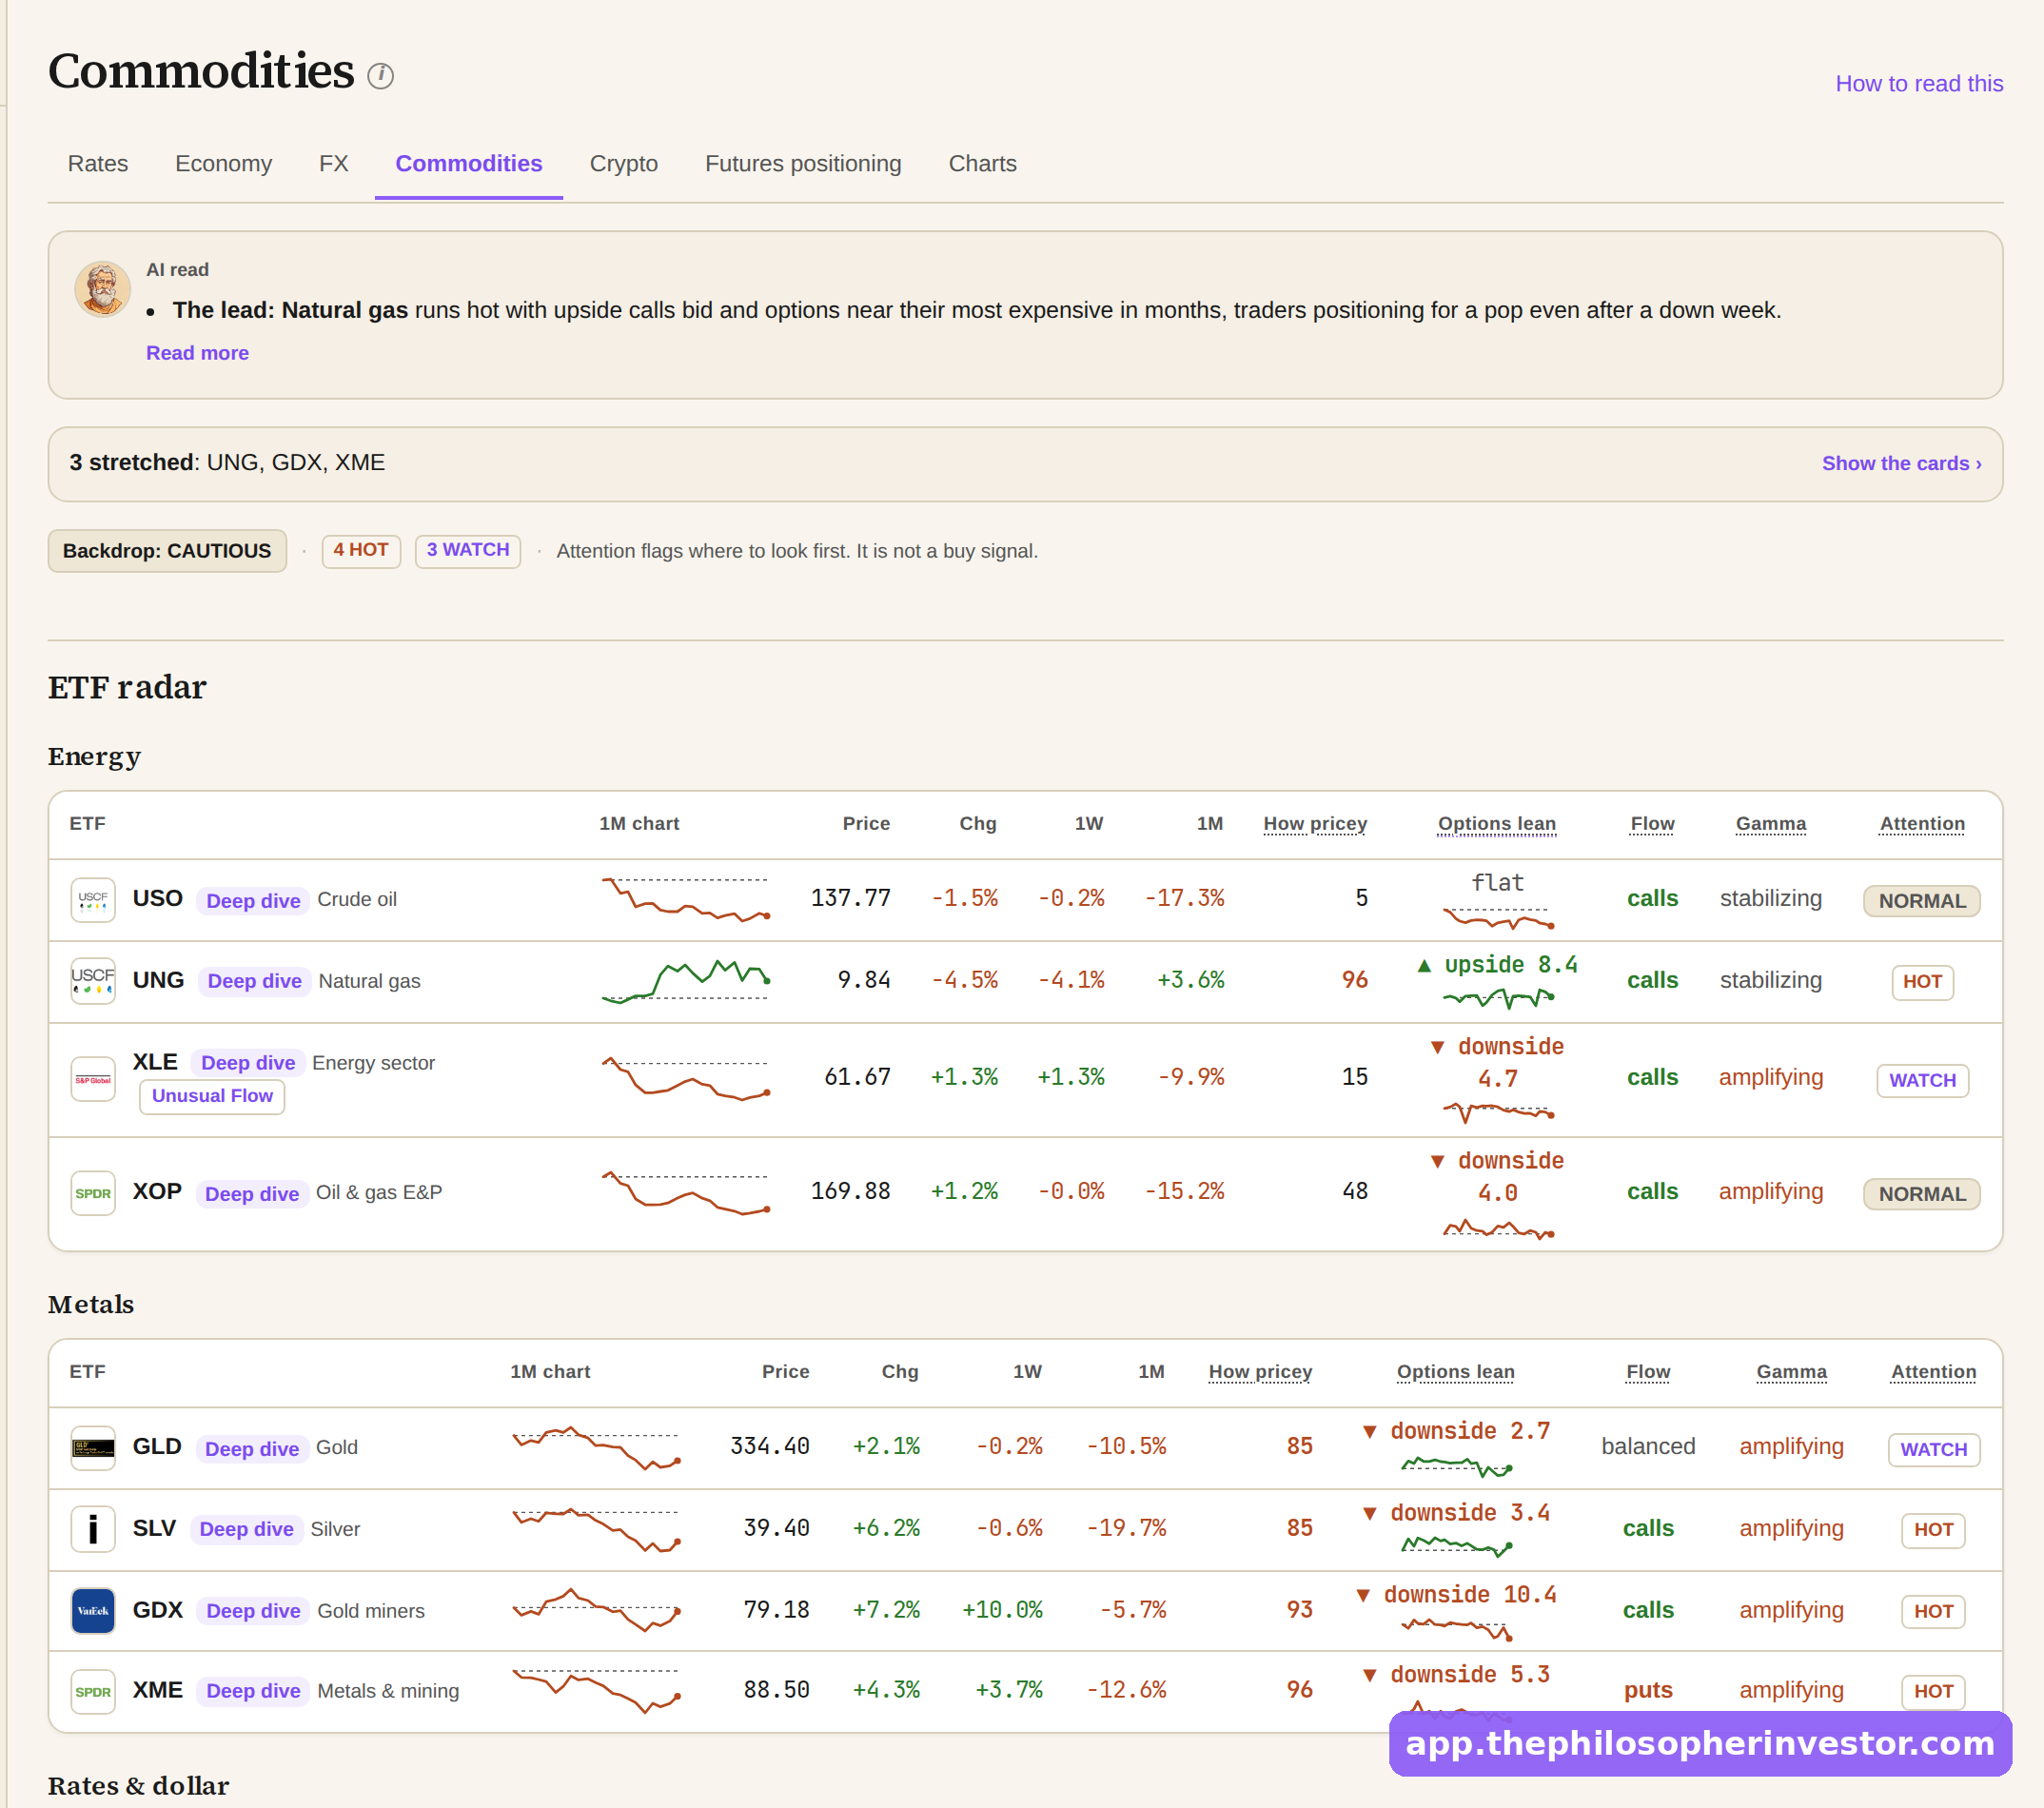 Commodities i
How to read this
Rates Economy FX Commodities Crypto Futures positioning Charts
AI read
• The lead: Natural gas runs hot with upside calls bid and options near their most expensive in months, traders positioning for a pop even after a down week.
Read more
3 stretched: UNG, GDX, XME Show the cards ›
Backdrop: CAUTIOUS · 4 HOT 3 WATCH · Attention flags where to look first. It is not a buy signal.
ETF radar
Energy
ETF 1M chart Price Chg 1W 1M How pricey Options lean Flow Gamma Attention
USCF USO Deep dive Crude oil 137.77 -1.5% -0.2% -17.3% 5 flat calls stabilizing NORMAL
USCF UNG Deep dive Natural gas 9.84 -4.5% -4.1% +3.6% 96 ▲ upside 8.4 calls stabilizing HOT
S&P Global XLE Deep dive Energy sector Unusual Flow 61.67 +1.3% +1.3% -9.9% 15 ▼ downside 4.7 calls amplifying WATCH
SPDR XOP Deep dive Oil & gas E&P 169.88 +1.2% -0.0% -15.2% 48 ▼ downside 4.0 calls amplifying NORMAL
Metals
ETF 1M chart Price Chg 1W 1M How pricey Options lean Flow Gamma Attention
GLD GLD Deep dive Gold 334.40 +2.1% -0.2% -10.5% 85 ▼ downside 2.7 balanced amplifying WATCH
i SLV Deep dive Silver 39.40 +6.2% -0.6% -19.7% 85 ▼ downside 3.4 calls amplifying HOT
VanEck GDX Deep dive Gold miners 79.18 +7.2% +10.0% -5.7% 93 ▼ downside 10.4 calls amplifying HOT
SPDR XME Deep dive Metals & mining 88.50 +4.3% +3.7% -12.6% 96 ▼ downside 5.3 puts amplifying HOT
app.thephilosopherinvestor.com
Rates & dollar